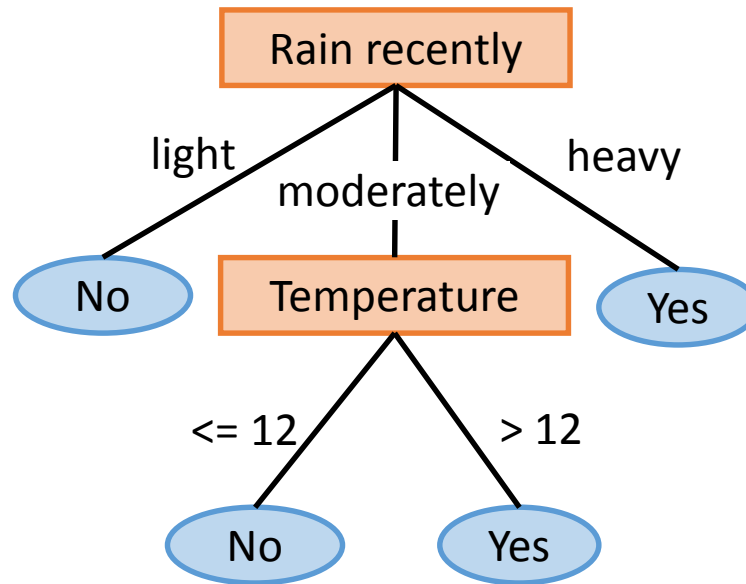 Rain recently
light
heavy
moderately
No
Temperature
Yes
<= 12
> 12
No
Yes